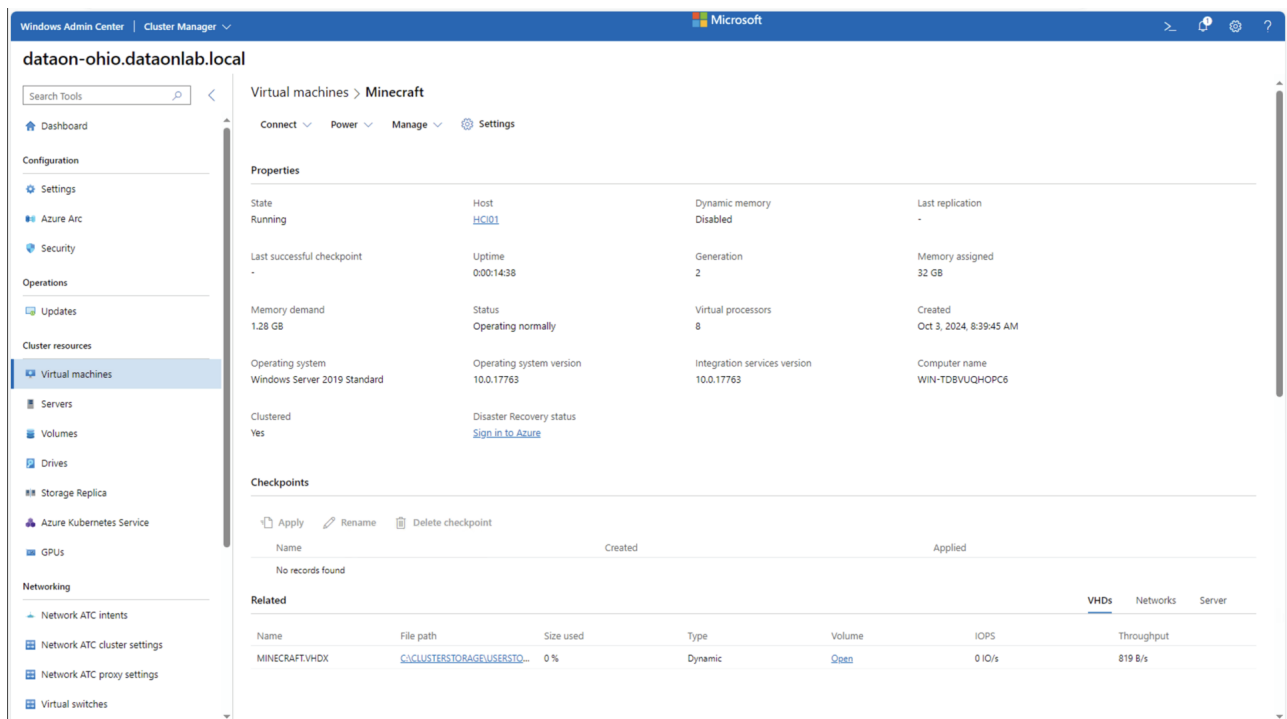 Windows Admin Center | Cluster Manager
Microsoft
1
dataon-ohio.dataonlab.local
Search Tools
Dashboard
Configuration
Settings
Azure Arc
Security
Operations
Updates
Cluster resources
Virtual machines
Servers
Volumes
Drives
Storage Replica
Azure Kubernetes Service
GPUs
Networking
Network ATC intents
Network ATC cluster settings
Network ATC proxy settings
Virtual switches
Virtual machines > Minecraft
Connect Power Manage Settings
Properties
State Host Dynamic memory Last replication
Running HCI01 Disabled -
Last successful checkpoint Uptime Generation Memory assigned
- 0:00:14:38 2 32 GB
Memory demand Status Virtual processors Created
1.28 GB Operating normally 8 Oct 3, 2024, 8:39:45 AM
Operating system Operating system version Integration services version Computer name
Windows Server 2019 Standard 10.0.17763 10.0.17763 WIN-TDBVUQHOPC6
Clustered Disaster Recovery status
Yes Sign in to Azure
Checkpoints
Apply Rename Delete checkpoint
Name Created Applied
No records found
Related VHDs Networks Server
Name File path Size used Type Volume IOPS Throughput
MINECRAFT.VHDX C:\CLUSTERSTORAGE\USERSTO... 0 % Dynamic Open 0 IO/s 819 B/s